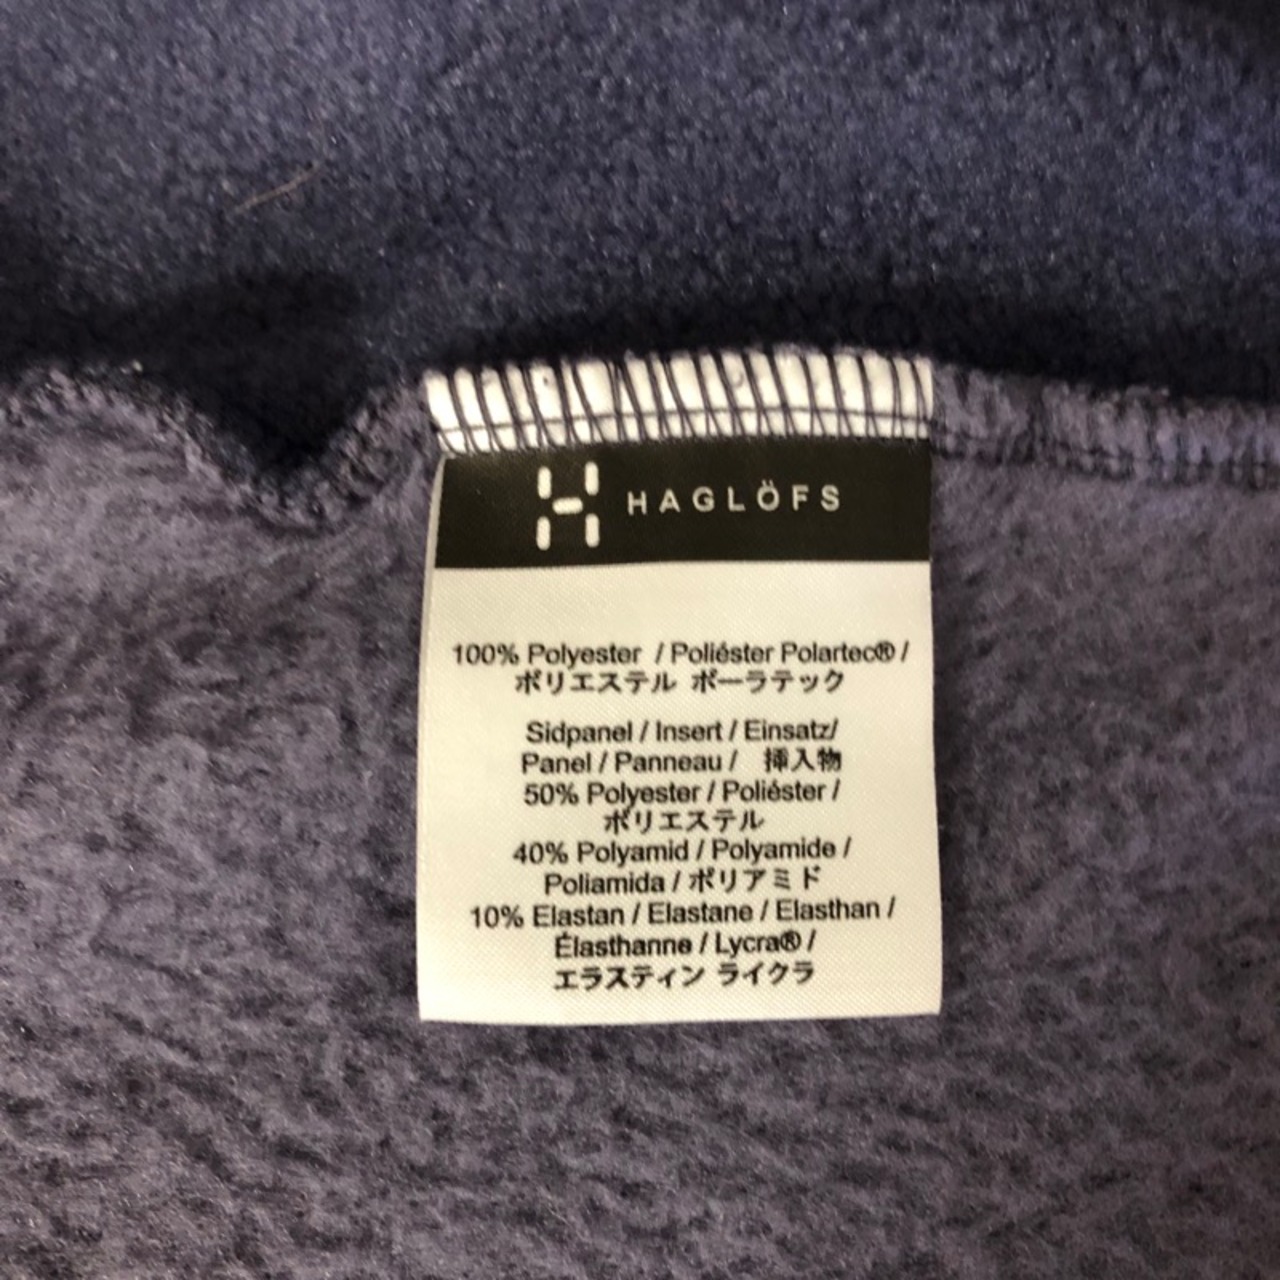 HAGLÖFS
100% Polyester / Poliéster Polartec® /
ポリエステル ポーラテック
Sidpanel / Insert / Einsatz/
Panel / Panneau / 挿入物
50% Polyester / Poliéster /
ポリエステル
40% Polyamid / Polyamide /
Poliamida / ポリアミド
10% Elastan / Elastane / Elasthan /
Élasthanne / Lycra® /
エラスティン ライクラ